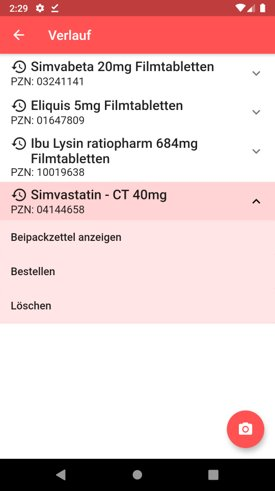 2:29
Verlauf
Simvabeta 20mg Filmtabletten
PZN: 03241141
Eliquis 5mg Filmtabletten
PZN: 01647809
Ibu Lysin ratiopharm 684mg
Filmtabletten
PZN: 10019638
Simvastatin - CT 40mg
PZN: 04144658
Beipackzettel anzeigen
Bestellen
Löschen